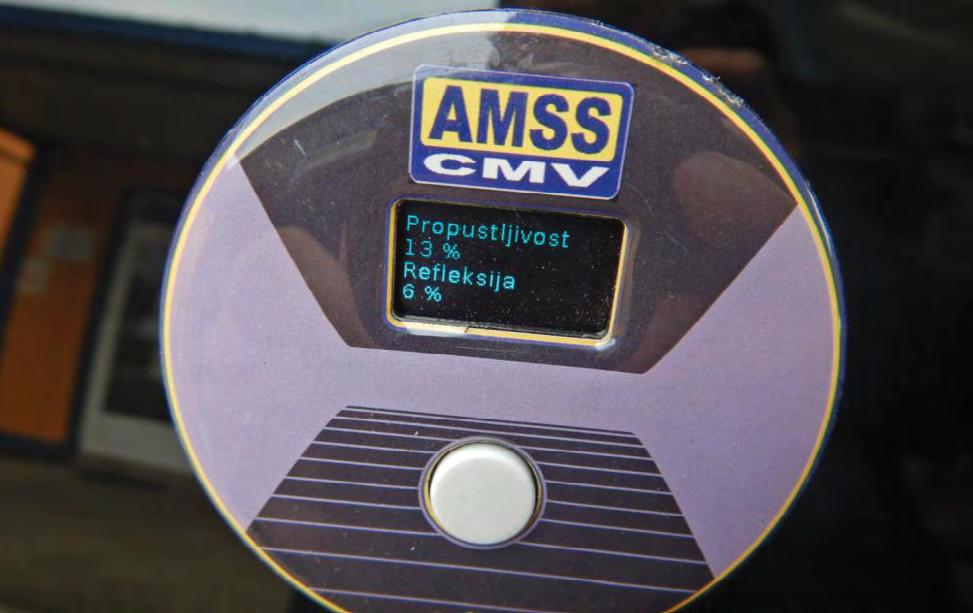 AMSS
CMV
Propustljivost
13 %
Refleksija
6 %